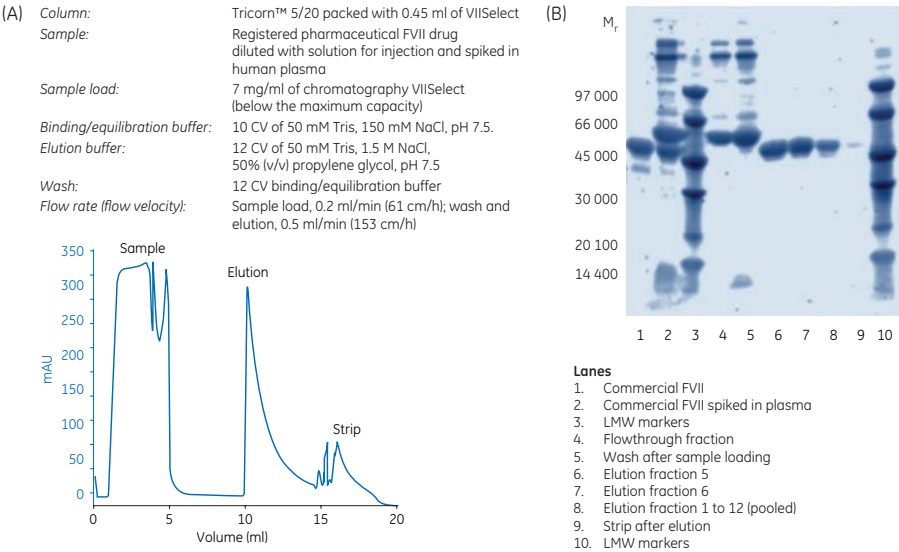 (A)
Column: Tricorn™ 5/20 packed with 0.45 ml of VIISelect
Sample: Registered pharmaceutical FVII drug
diluted with solution for injection and spiked in
human plasma
Sample load: 7 mg/ml of chromatography VIISelect
(below the maximum capacity)
Binding/equilibration buffer: 10 CV of 50 mM Tris, 150 mM NaCl, pH 7.5.
Elution buffer: 12 CV of 50 mM Tris, 1.5 M NaCl,
50% (v/v) propylene glycol, pH 7.5
Wash: 12 CV binding/equilibration buffer
Flow rate (flow velocity): Sample load, 0.2 ml/min (61 cm/h); wash and
elution, 0.5 ml/min (153 cm/h)
350
300
250
200
150
100
50
0
mAU
Sample
Elution
Strip
0 5 10 15 20
Volume (ml)
(B)
Mr
97 000
66 000
45 000
30 000
20 100
14 400
1 2 3 4 5 6 7 8 9 10
Lanes
1. Commercial FVII
2. Commercial FVII spiked in plasma
3. LMW markers
4. Flowthrough fraction
5. Wash after sample loading
6. Elution fraction 5
7. Elution fraction 6
8. Elution fraction 1 to 12 (pooled)
9. Strip after elution
10. LMW markers